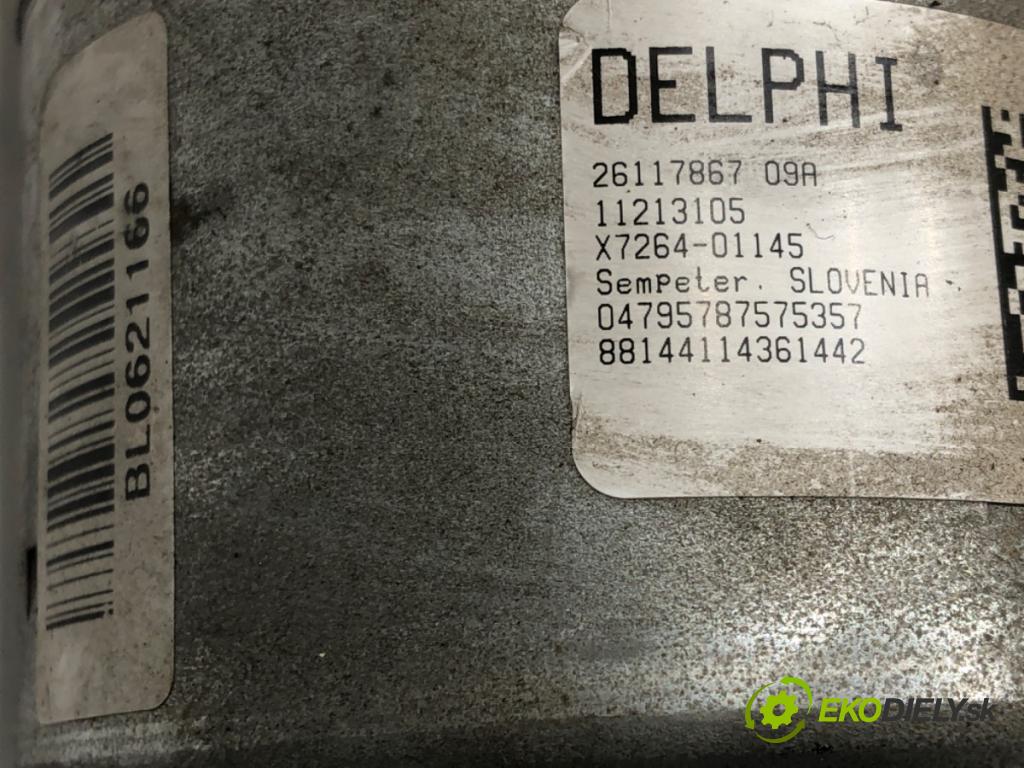 BL0621166
DELPHI
26117867 09A
11213105
X7264-01145
Sempeter. SLOVENIA
04795787575357
88144114361442
EKODIELY.sk